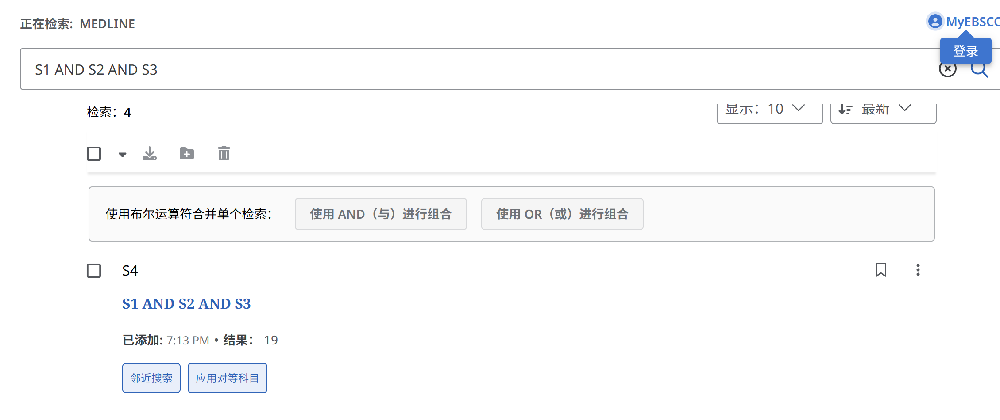 正在检索: MEDLINE
MyEBSCO
登录
S1 AND S2 AND S3
检索：4
显示：10
最新
使用布尔运算符合并单个检索：
使用 AND（与）进行组合
使用 OR（或）进行组合
S4
S1 AND S2 AND S3
已添加: 7:13 PM • 结果： 19
邻近搜索
应用对等科目